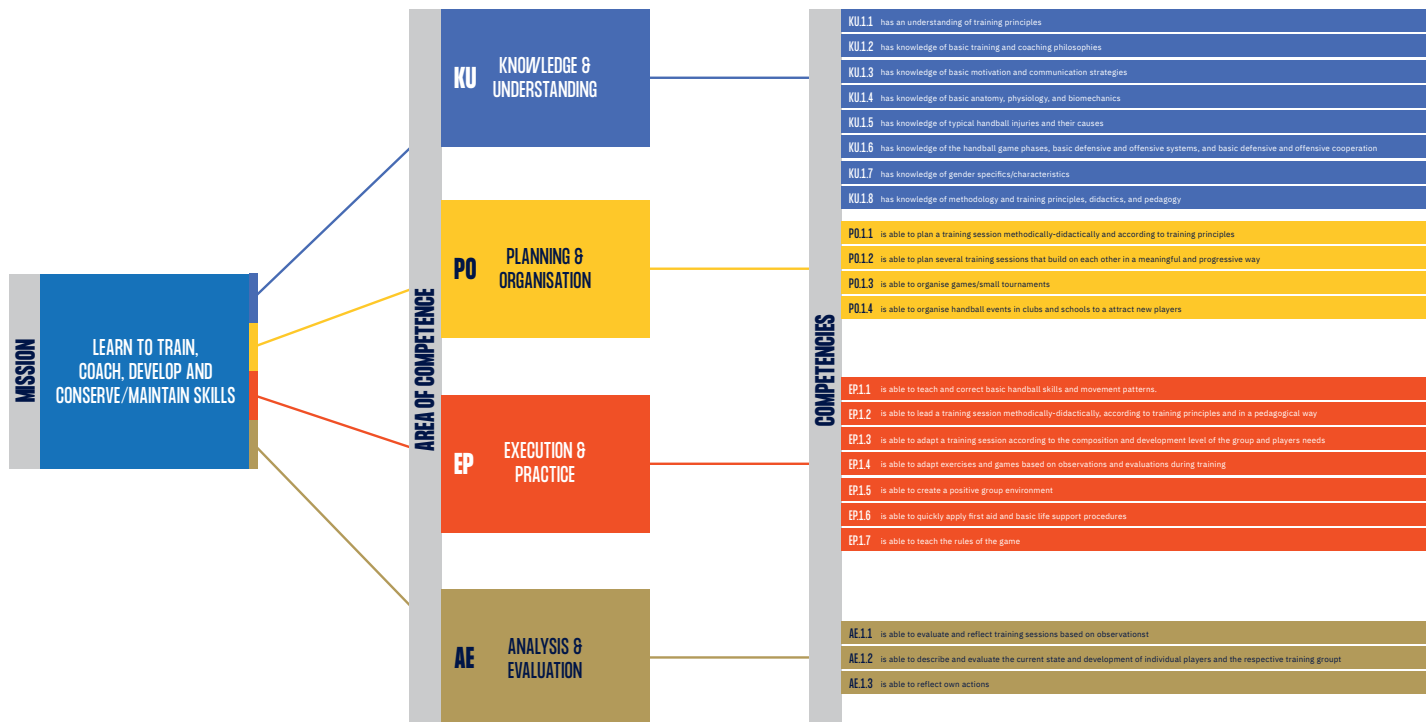 MISSION
LEARN TO TRAIN,
COACH, DEVELOP AND
CONSERVE/MAINTAIN SKILLS
AREA OF COMPETENCE
KU
KNOWLEDGE &
UNDERSTANDING
PO
PLANNING &
ORGANISATION
EP
EXECUTION &
PRACTICE
AE
ANALYSIS &
EVALUATION
COMPETENCIES
KU.1.1 has an understanding of training principles
KU.1.2 has knowledge of basic training and coaching philosophies
KU.1.3 has knowledge of basic motivation and communication strategies
KU.1.4 has knowledge of basic anatomy, physiology, and biomechanics
KU.1.5 has knowledge of typical handball injuries and their causes
KU.1.6 has knowledge of the handball game phases, basic defensive and offensive systems, and basic defensive and offensive cooperation
KU.1.7 has knowledge of gender specifics/characteristics
KU.1.8 has knowledge of methodology and training principles, didactics, and pedagogy
PO.1.1 is able to plan a training session methodically-didactically and according to training principles
PO.1.2 is able to plan several training sessions that build on each other in a meaningful and progressive way
PO.1.3 is able to organise games/small tournaments
PO.1.4 is able to organise handball events in clubs and schools to a attract new players
EP.1.1 is able to teach and correct basic handball skills and movement patterns.
EP.1.2 is able to lead a training session methodically-didactically, according to training principles and in a pedagogical way
EP.1.3 is able to adapt a training session according to the composition and development level of the group and players needs
EP.1.4 is able to adapt exercises and games based on observations and evaluations during training
EP.1.5 is able to create a positive group environment
EP.1.6 is able to quickly apply first aid and basic life support procedures
EP.1.7 is able to teach the rules of the game
AE.1.1 is able to evaluate and reflect training sessions based on observationst
AE.1.2 is able to describe and evaluate the current state and development of individual players and the respective training groupt
AE.1.3 is able to reflect own actions